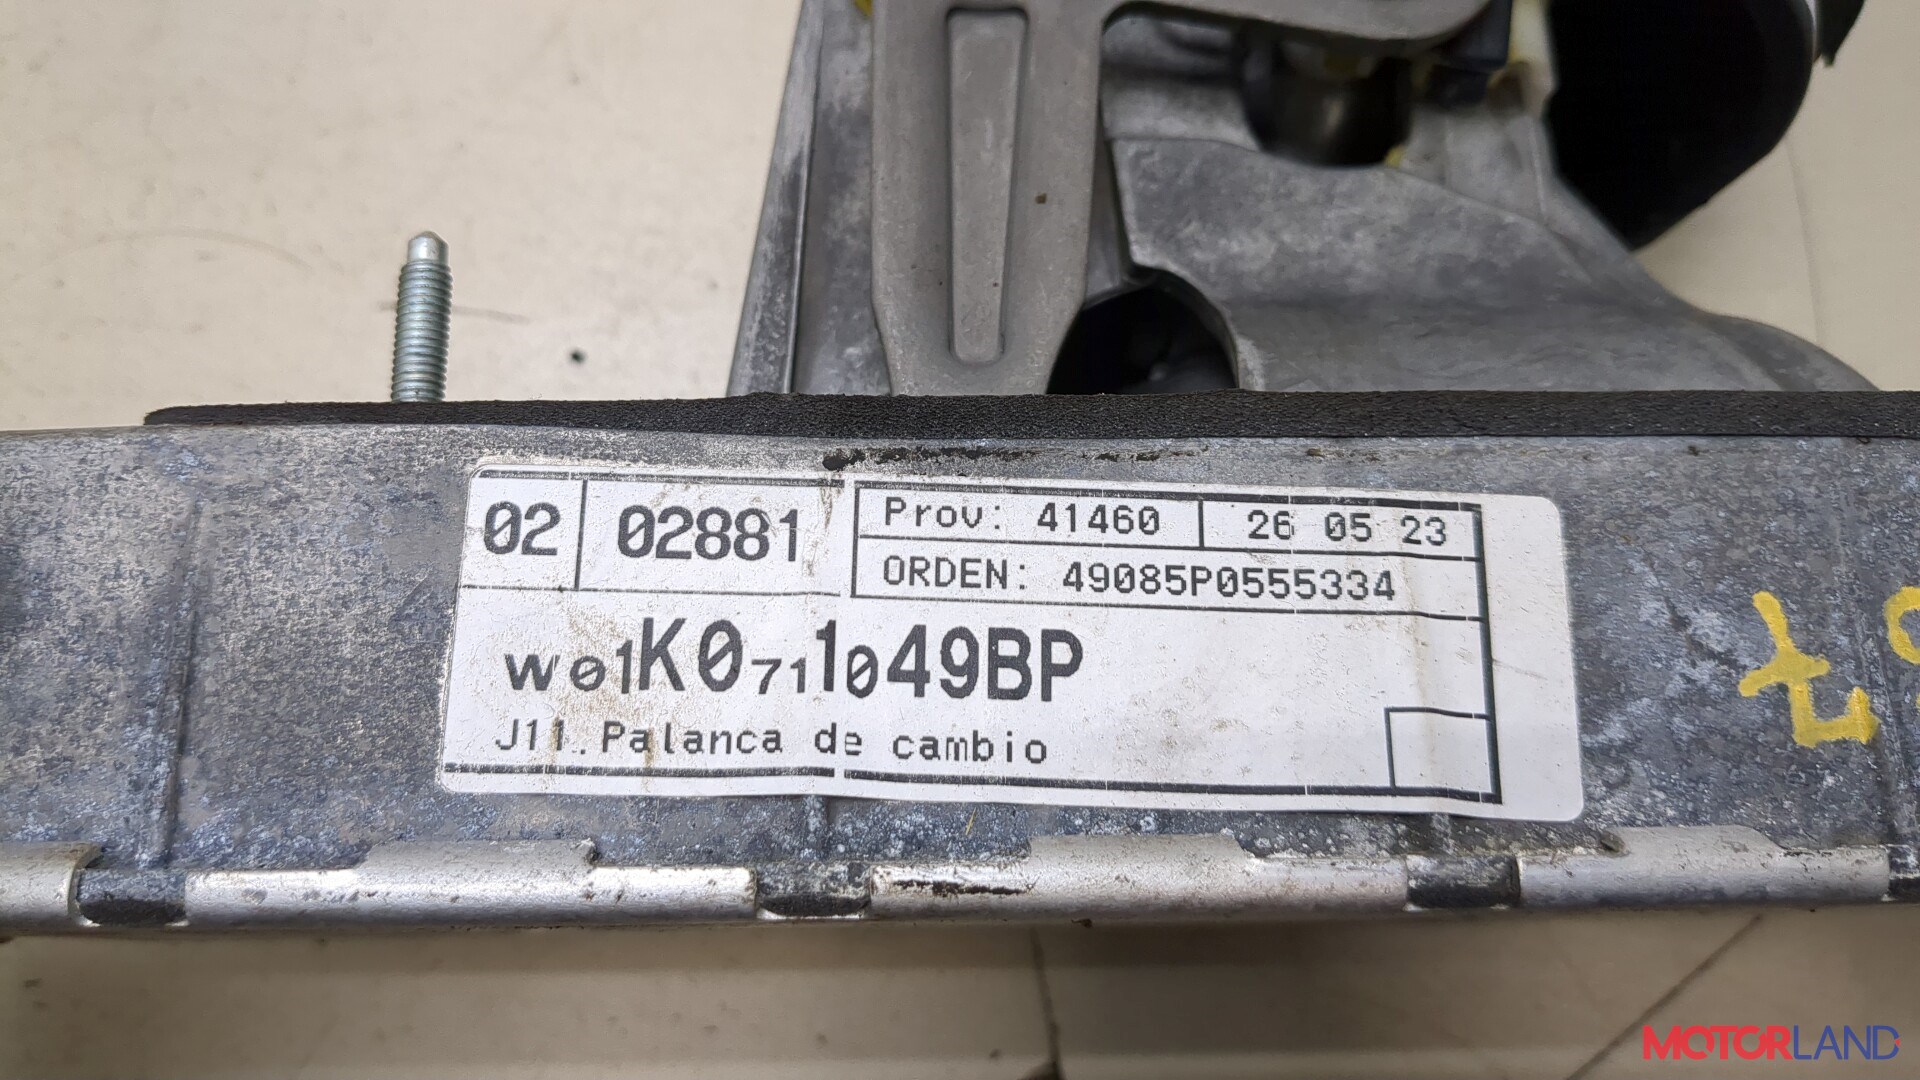 02 02881 Prov: 41460 26 05 23
ORDEN: 49085P0555334
W01K0711049BP
J11..Palanca de cambio
MOTORLAND